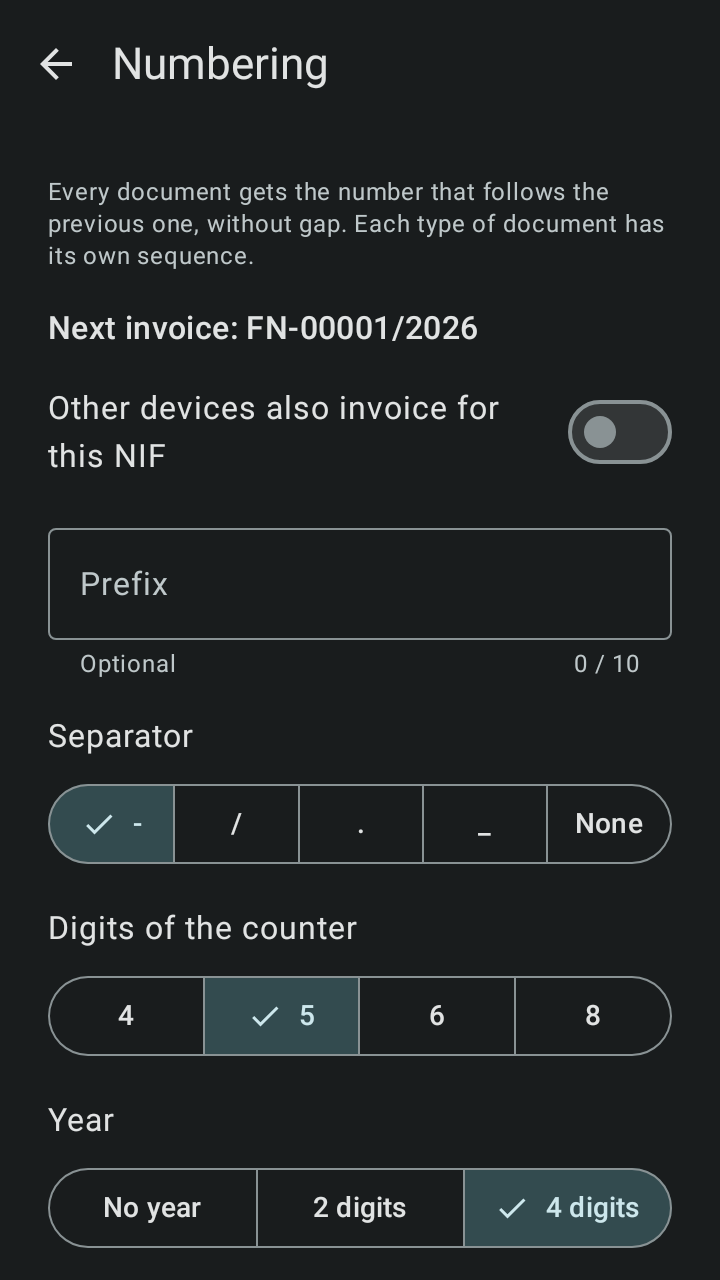 Numbering
Every document gets the number that follows the
previous one, without gap. Each type of document has
its own sequence.
Next invoice: FN-00001/2026
Other devices also invoice for
this NIF
Prefix
Optional 0 / 10
Separator
- / . _ None
Digits of the counter
4 5 6 8
Year
No year 2 digits 4 digits